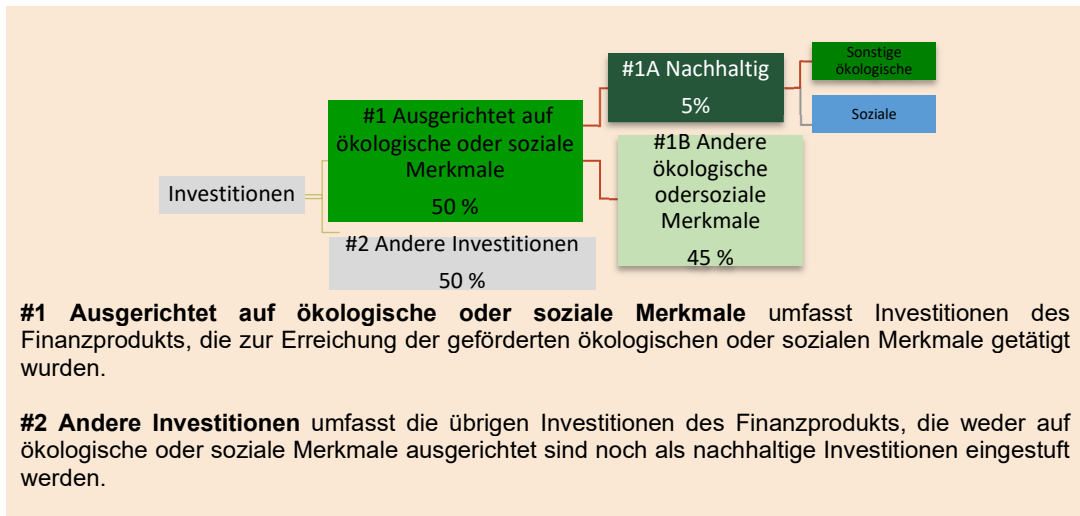 Investitionen
#1 Ausgerichtet auf
ökologische oder soziale
Merkmale
50 %
#2 Andere Investitionen
50 %
#1A Nachhaltig
5%
#1B Andere
ökologische
odersoziale
Merkmale
45 %
Sonstige
ökologische
Soziale
#1 Ausgerichtet auf ökologische oder soziale Merkmale umfasst Investitionen des
Finanzprodukts, die zur Erreichung der geförderten ökologischen oder sozialen Merkmale getätigt
wurden.
#2 Andere Investitionen umfasst die übrigen Investitionen des Finanzprodukts, die weder auf
ökologische oder soziale Merkmale ausgerichtet sind noch als nachhaltige Investitionen eingestuft
werden.